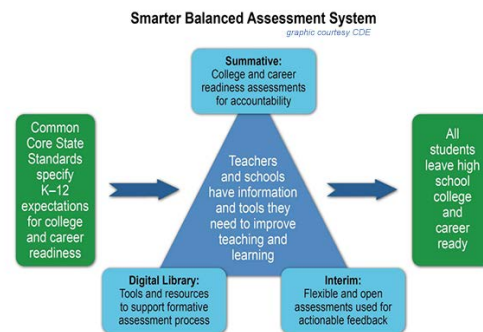 Smarter Balanced Assessment System
graphic courtesy CDE
Summative:
College and career
readiness assessments
for accountability
Common
Core State
Standards
specify
K–12
expectations
for college
and career
readiness
Teachers
and schools
have information
and tools they
need to improve
teaching and
learning
All
students
leave high
school
college
and
career
ready
Digital Library:
Tools and resources
to support formative
assessment process
Interim:
Flexible and open
assessments used for
actionable feedback